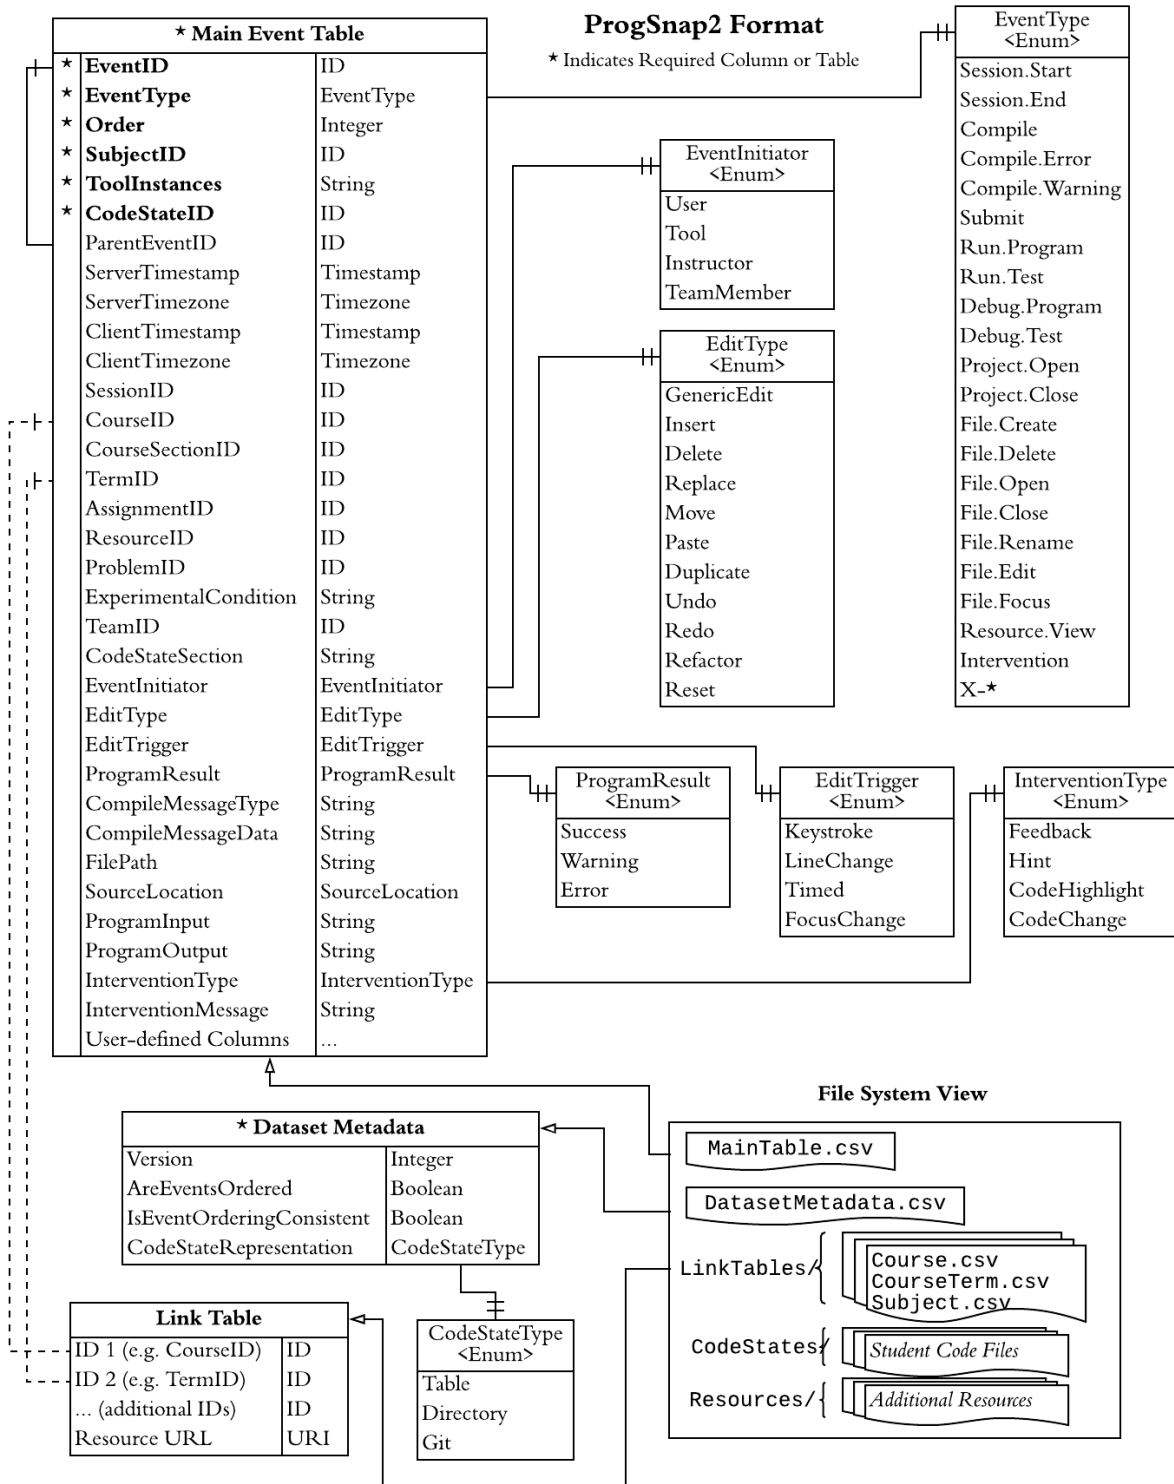 ProgSnap2 Format
★ Indicates Required Column or Table
★ Main Event Table
★ EventID ID
★ EventType EventType
★ Order Integer
★ SubjectID ID
★ ToolInstances String
★ CodeStateID ID
ParentEventID ID
ServerTimestamp Timestamp
ServerTimezone Timezone
ClientTimestamp Timestamp
ClientTimezone Timezone
SessionID ID
CourseID ID
CourseSectionID ID
TermID ID
AssignmentID ID
ResourceID ID
ProblemID ID
ExperimentalCondition String
TeamID ID
CodeStateSection String
EventInitiator EventInitiator
EditType EditType
EditTrigger EditTrigger
ProgramResult ProgramResult
CompileMessageType String
CompileMessageData String
FilePath String
SourceLocation SourceLocation
ProgramInput String
ProgramOutput String
InterventionType InterventionType
InterventionMessage String
User-defined Columns ...
EventInitiator
<Enum>
User
Tool
Instructor
TeamMember
EditType
<Enum>
GenericEdit
Insert
Delete
Replace
Move
Paste
Duplicate
Undo
Redo
Refactor
Reset
EventType
<Enum>
Session.Start
Session.End
Compile
Compile.Error
Compile.Warning
Submit
Run.Program
Run.Test
Debug.Program
Debug.Test
Project.Open
Project.Close
File.Create
File.Delete
File.Open
File.Close
File.Rename
File.Edit
File.Focus
Resource.View
Intervention
X-★
ProgramResult
<Enum>
Success
Warning
Error
EditTrigger
<Enum>
Keystroke
LineChange
Timed
FocusChange
InterventionType
<Enum>
Feedback
Hint
CodeHighlight
CodeChange
★ Dataset Metadata
Version Integer
AreEventsOrdered Boolean
IsEventOrderingConsistent Boolean
CodeStateRepresentation CodeStateType
Link Table
ID 1 (e.g. CourseID) ID
ID 2 (e.g. TermID) ID
... (additional IDs) ID
Resource URL URI
CodeStateType
<Enum>
Table
Directory
Git
File System View
MainTable.csv
DatasetMetadata.csv
LinkTables/
Course.csv
CourseTerm.csv
Subject.csv
CodeStates/
Student Code Files
Resources/
Additional Resources